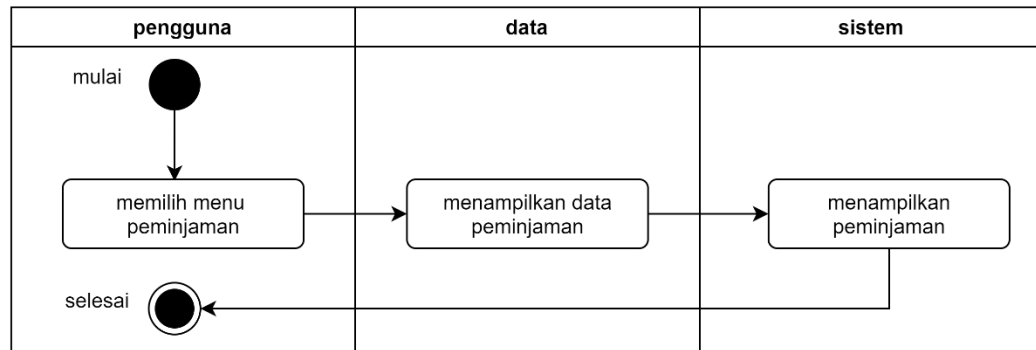 pengguna
data
sistem
mulai
memilih menu
peminjaman
menampilkan data
peminjaman
menampilkan
peminjaman
selesai